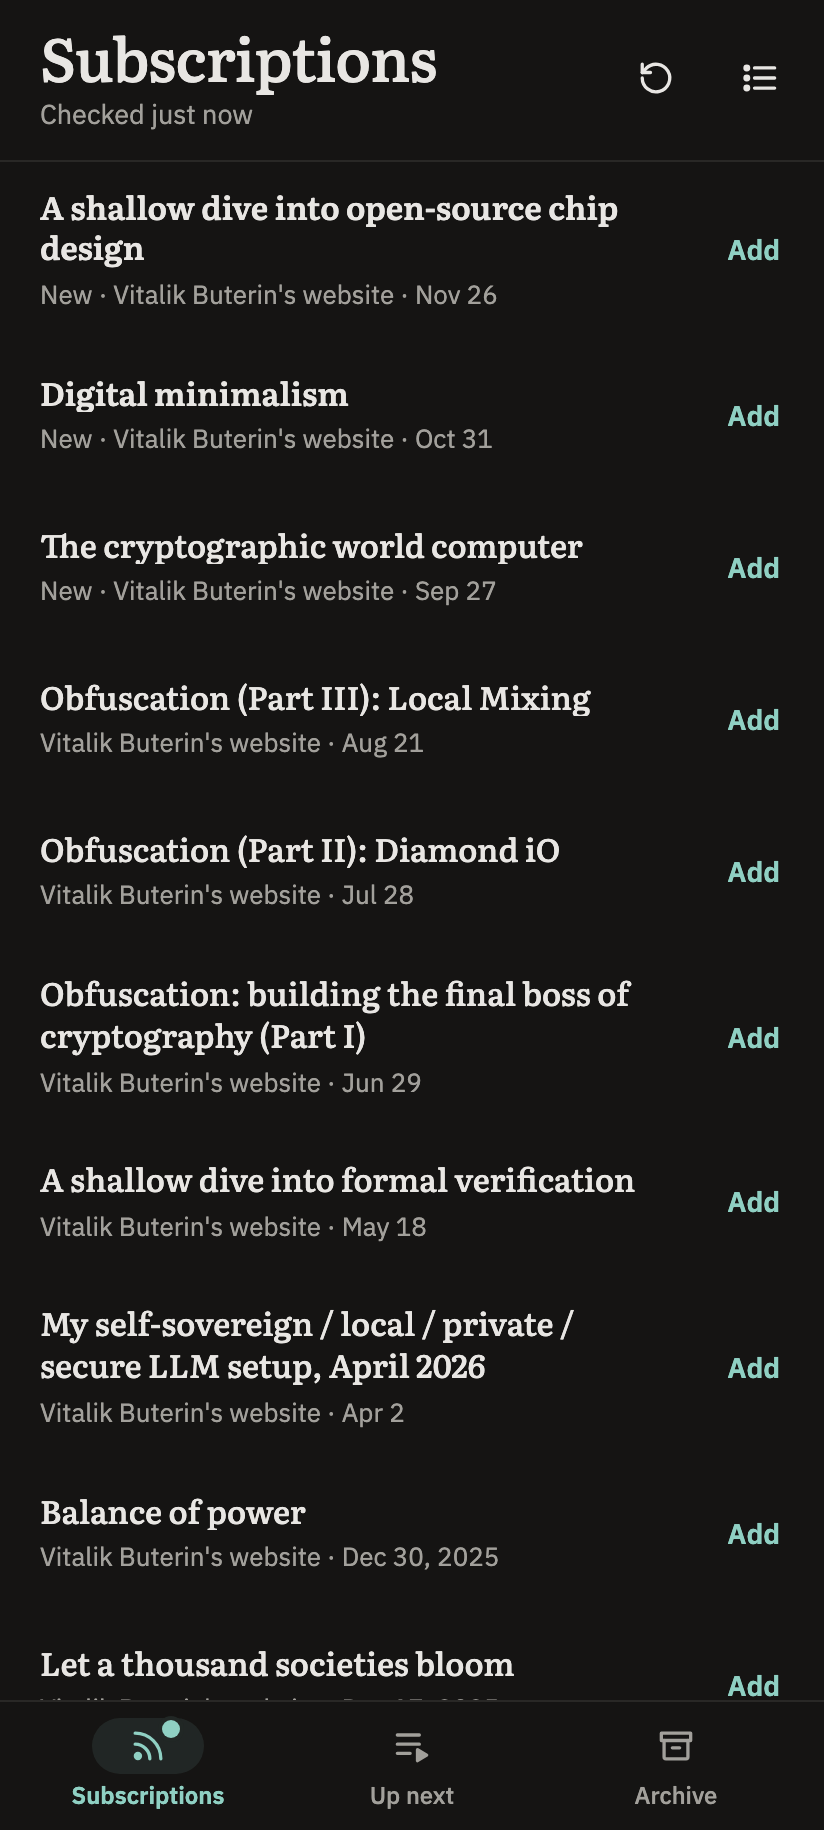 Subscriptions
Checked just now
A shallow dive into open-source chip
design
New · Vitalik Buterin's website · Nov 26
Add
Digital minimalism
New · Vitalik Buterin's website · Oct 31
Add
The cryptographic world computer
New · Vitalik Buterin's website · Sep 27
Add
Obfuscation (Part III): Local Mixing
Vitalik Buterin's website · Aug 21
Add
Obfuscation (Part II): Diamond iO
Vitalik Buterin's website · Jul 28
Add
Obfuscation: building the final boss of
cryptography (Part I)
Vitalik Buterin's website · Jun 29
Add
A shallow dive into formal verification
Vitalik Buterin's website · May 18
Add
My self-sovereign / local / private /
secure LLM setup, April 2026
Vitalik Buterin's website · Apr 2
Add
Balance of power
Vitalik Buterin's website · Dec 30, 2025
Add
Let a thousand societies bloom
Add
Subscriptions
Up next
Archive